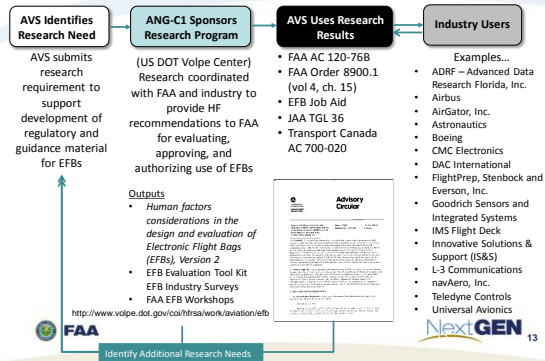 AVS Identifies
Research Need
AVS submits
research
requirement to
support
development of
regulatory and
guidance material
for EFBs
ANG-C1 Sponsors
Research Program
(US DOT Volpe Center)
Research coordinated
with FAA and industry to
provide HF
recommendations to FAA
for evaluating,
approving, and
authorizing use of EFBs
Outputs
• Human factors
considerations in the
design and evaluation of
Electronic Flight Bags
(EFBs), Version 2
• EFB Evaluation Tool Kit
EFB Industry Surveys
• FAA EFB Workshops
http://www.volpe.dot.gov/coi/hfrsa/work/aviation/efb
AVS Uses Research
Results
• FAA AC 120-76B
• FAA Order 8900.1
(vol 4, ch. 15)
• EFB Job Aid
• JAA TGL 36
• Transport Canada
AC 700-020
Advisory
Circular
Industry Users
Examples…
• ADRF – Advanced Data
Research Florida, Inc.
• Airbus
• AirGator, Inc.
• Astronautics
• Boeing
• CMC Electronics
• DAC International
• FlightPrep, Stenbock and
Everson, Inc.
• Goodrich Sensors and
Integrated Systems
• IMS Flight Deck
• Innovative Solutions &
Support (IS&S)
• L-3 Communications
• navAero, Inc.
• Teledyne Controls
• Universal Avionics
FAA
Identify Additional Research Needs
NextGEN
13